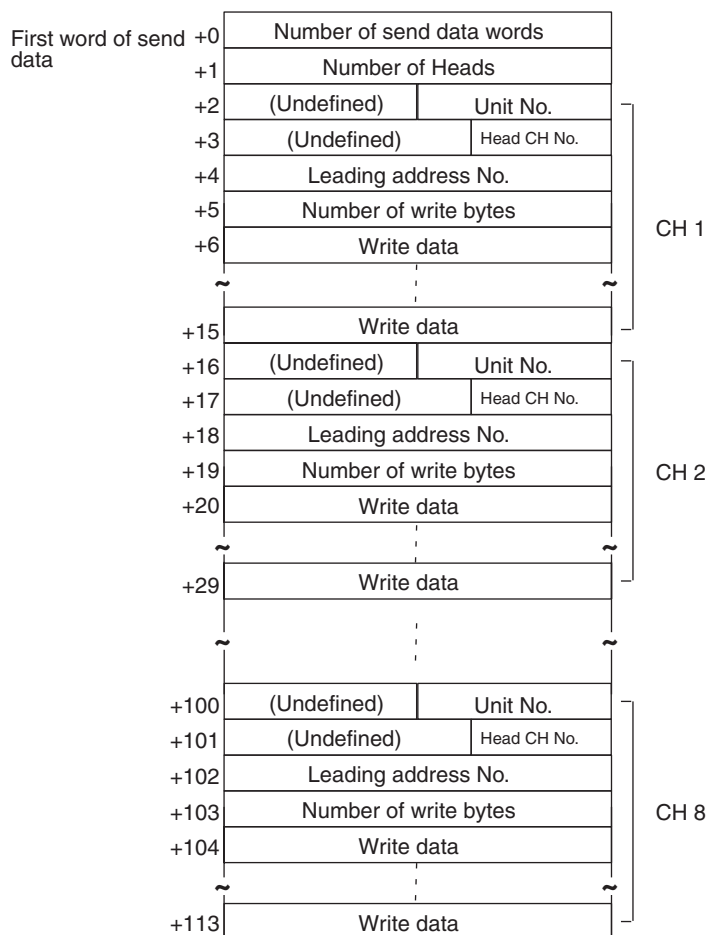 First word of send data
+0 Number of send data words
+1 Number of Heads
+2 (Undefined) Unit No.
+3 (Undefined) Head CH No.
+4 Leading address No.
+5 Number of write bytes
+6 Write data
CH 1
~ ~
+15 Write data
+16 (Undefined) Unit No.
+17 (Undefined) Head CH No.
+18 Leading address No.
+19 Number of write bytes
CH 2
+20 Write data
~ ~
+29 Write data
~ ~
+100 (Undefined) Unit No.
+101 (Undefined) Head CH No.
+102 Leading address No.
+103 Number of write bytes
CH 8
+104 Write data
~ ~
+113 Write data